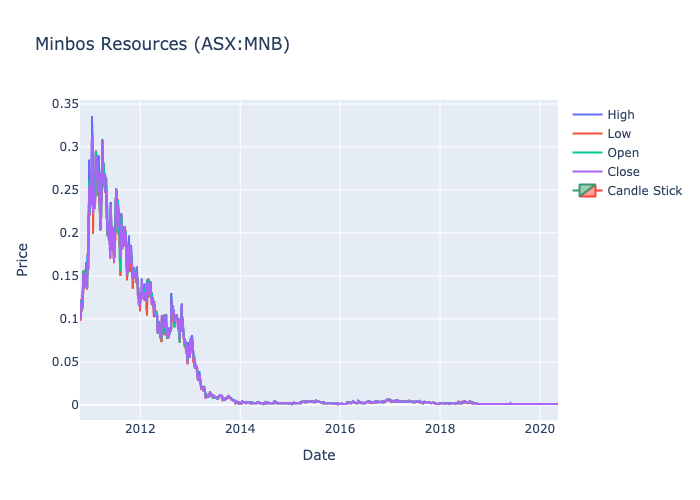 Minbos Resources (ASX:MNB)
0.35
0.3
0.25
0.2
0.15
0.1
0.05
0
2012
2014
2016
2018
2020
Price
Date
High
Low
Open
Close
Candle Stick